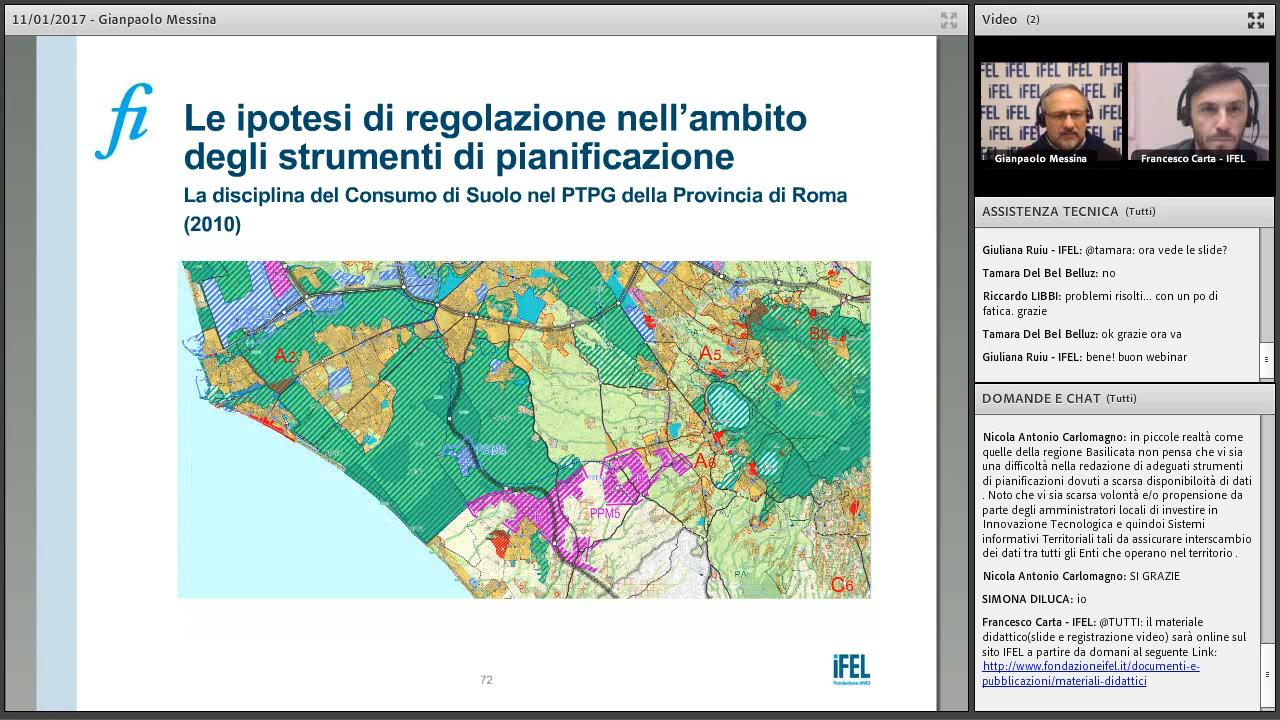 11/01/2017 - Gianpaolo Messina
fi
Le ipotesi di regolazione nell'ambito
degli strumenti di pianificazione
La disciplina del Consumo di Suolo nel PTPG della Provincia di Roma
(2010)
A2
A5
B5
A6
PPM5
C6
72
iFEL
Fondazione ANCI
Video (2)
Gianpaolo Messina
Francesco Carta - IFEL
ASSISTENZA TECNICA (Tutti)
Giuliana Ruiu - IFEL: @tamara: ora vede le slide?
Tamara Del Bel Belluz: no
Riccardo LIBBI: problemi risolti... con un po di
fatica. grazie
Tamara Del Bel Belluz: ok grazie ora va
Giuliana Ruiu - IFEL: bene! buon webinar
DOMANDE E CHAT (Tutti)
Nicola Antonio Carlomagno: in piccole realtà come
quelle della regione Basilicata non pensa che vi sia
una difficoltà nella redazione di adeguati strumenti
di pianificazioni dovuti a scarsa disponibiloità di dati
. Noto che vi sia scarsa volontà e/o propensione da
parte degli amministratori locali di investire in
Innovazione Tecnologica e quindoi Sistemi
informativi Territoriali tali da assicurare interscambio
dei dati tra tutti gli Enti che operano nel territorio .
Nicola Antonio Carlomagno: SI GRAZIE
SIMONA DILUCA: io
Francesco Carta - IFEL: @TUTTI: il materiale
didattico(slide e registrazione video) sarà online sul
sito IFEL a partire da domani al seguente Link:
http://www.fondazioneifel.it/documenti-e-
pubblicazioni/materiali-didattici